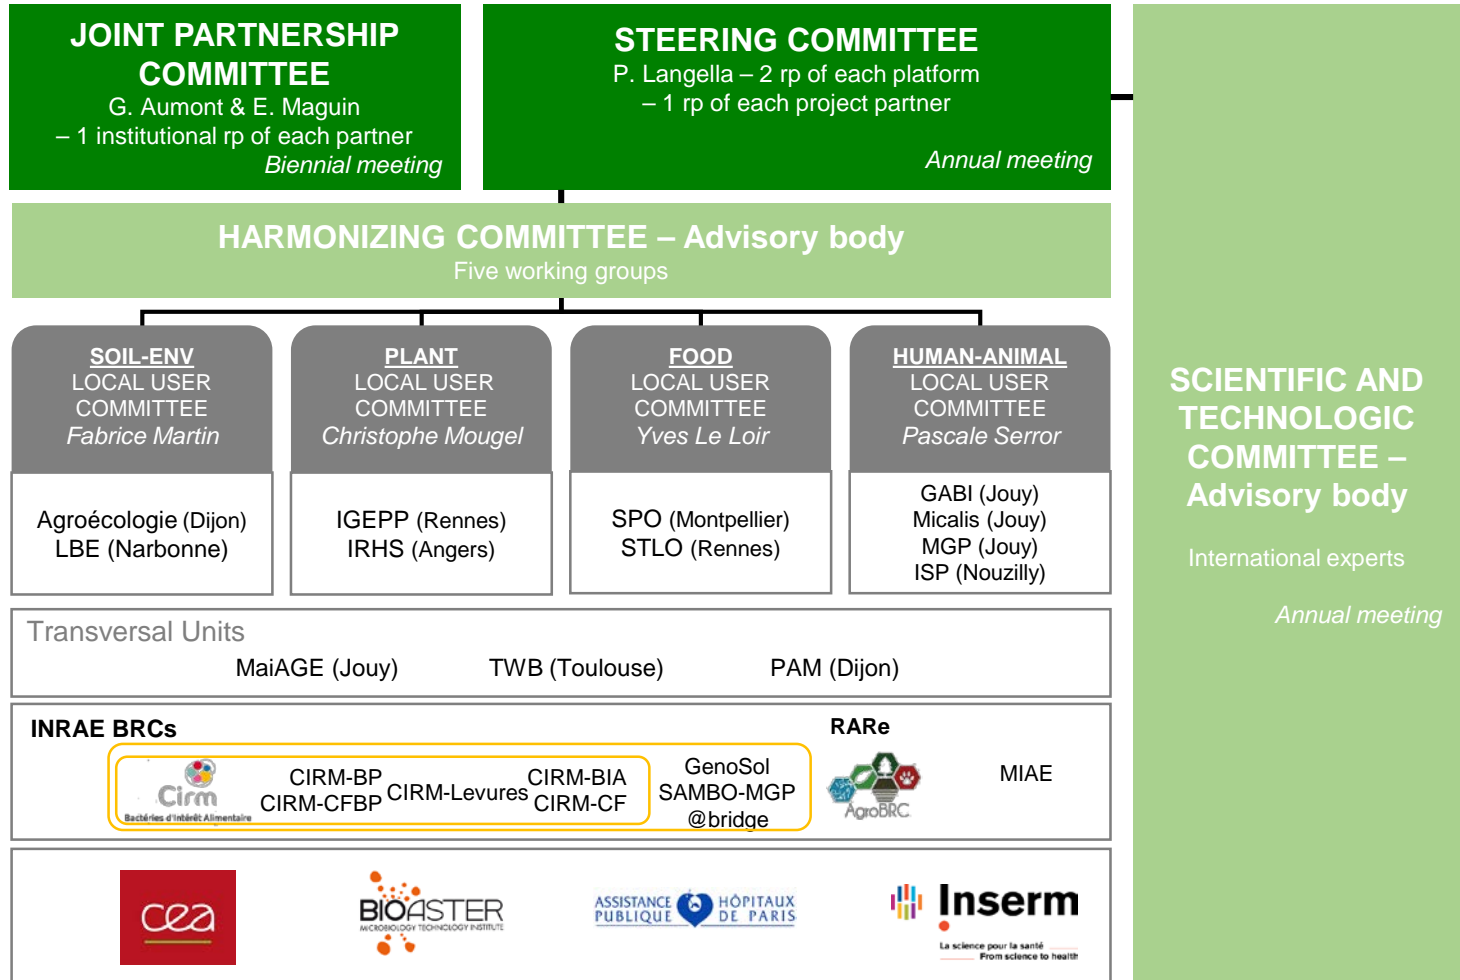 JOINT PARTNERSHIP
COMMITTEE
G. Aumont & E. Maguin
– 1 institutional rp of each partner
Biennial meeting
STEERING COMMITTEE
P. Langella – 2 rp of each platform
– 1 rp of each project partner
Annual meeting
HARMONIZING COMMITTEE – Advisory body
Five working groups
SOIL-ENV
LOCAL USER
COMMITTEE
Fabrice Martin
PLANT
LOCAL USER
COMMITTEE
Christophe Mougel
FOOD
LOCAL USER
COMMITTEE
Yves Le Loir
HUMAN-ANIMAL
LOCAL USER
COMMITTEE
Pascale Serror
Agroécologie (Dijon)
LBE (Narbonne)
IGEPP (Rennes)
IRHS (Angers)
SPO (Montpellier)
STLO (Rennes)
GABI (Jouy)
Micalis (Jouy)
MGP (Jouy)
ISP (Nouzilly)
SCIENTIFIC AND
TECHNOLOGIC
COMMITTEE –
Advisory body
International experts
Annual meeting
Transversal Units
MaiAGE (Jouy)
TWB (Toulouse)
PAM (Dijon)
INRAE BRCs
Cirm
Bactéries d'Intérêt Alimentaire
CIRM-BP
CIRM-CFBP
CIRM-Levures
CIRM-BIA
CIRM-CF
GenoSol
SAMBO-MGP
@bridge
RARe
AgroBRC
MIAE
cea
BIOASTER
MICROBIOLOGY TECHNOLOGY INSTITUTE
ASSISTANCE
PUBLIQUE
HÔPITAUX
DE PARIS
Inserm
La science pour la santé
From science to health